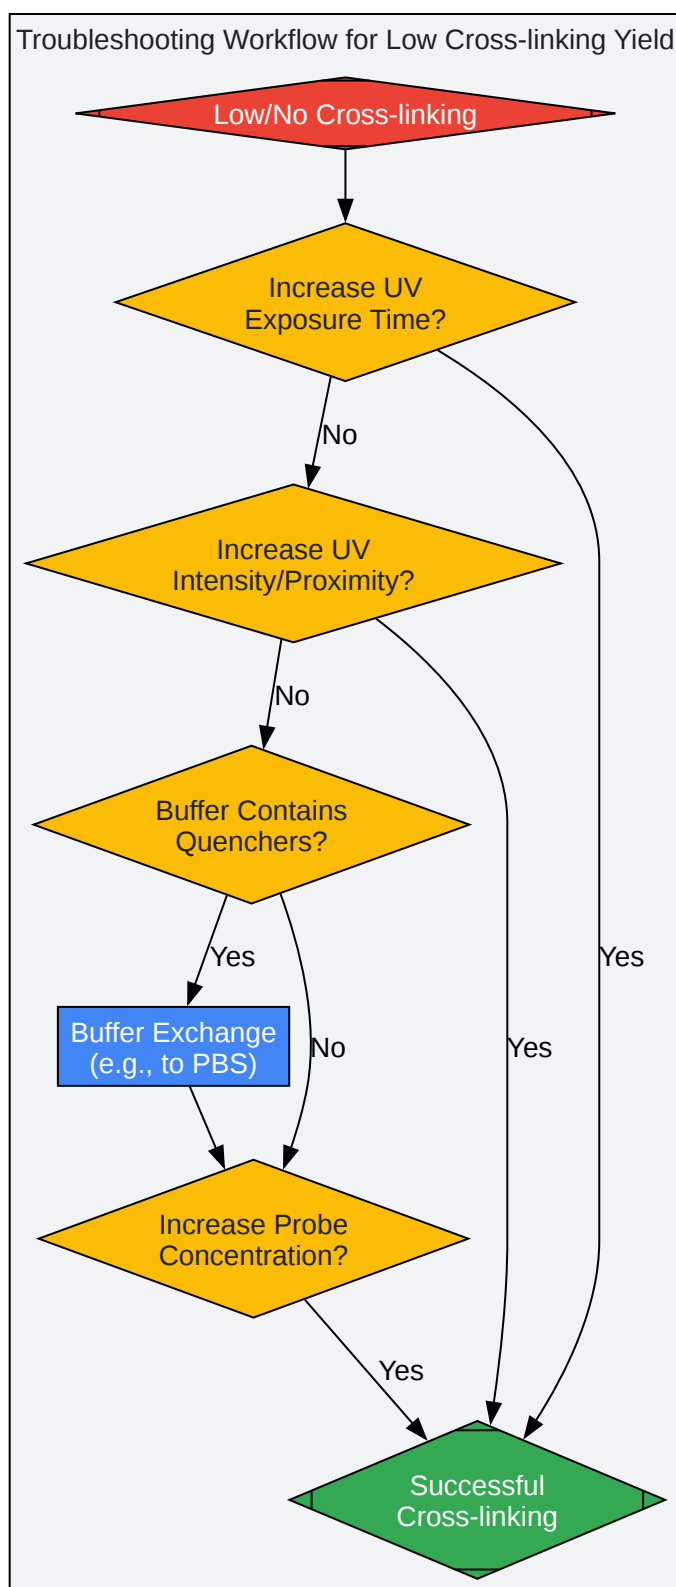 Troubleshooting Workflow for Low Cross-linking Yield
Low/No Cross-linking
Increase UV
Exposure Time?
No
Increase UV
Intensity/Proximity?
No
Buffer Contains
Quenchers?
Yes
Yes
Buffer Exchange
(e.g., to PBS)
No
Yes
Increase Probe
Concentration?
Yes
Successful
Cross-linking